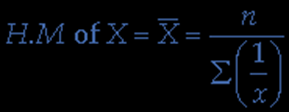 H.M of X = X̅ = n / Σ(1/x)